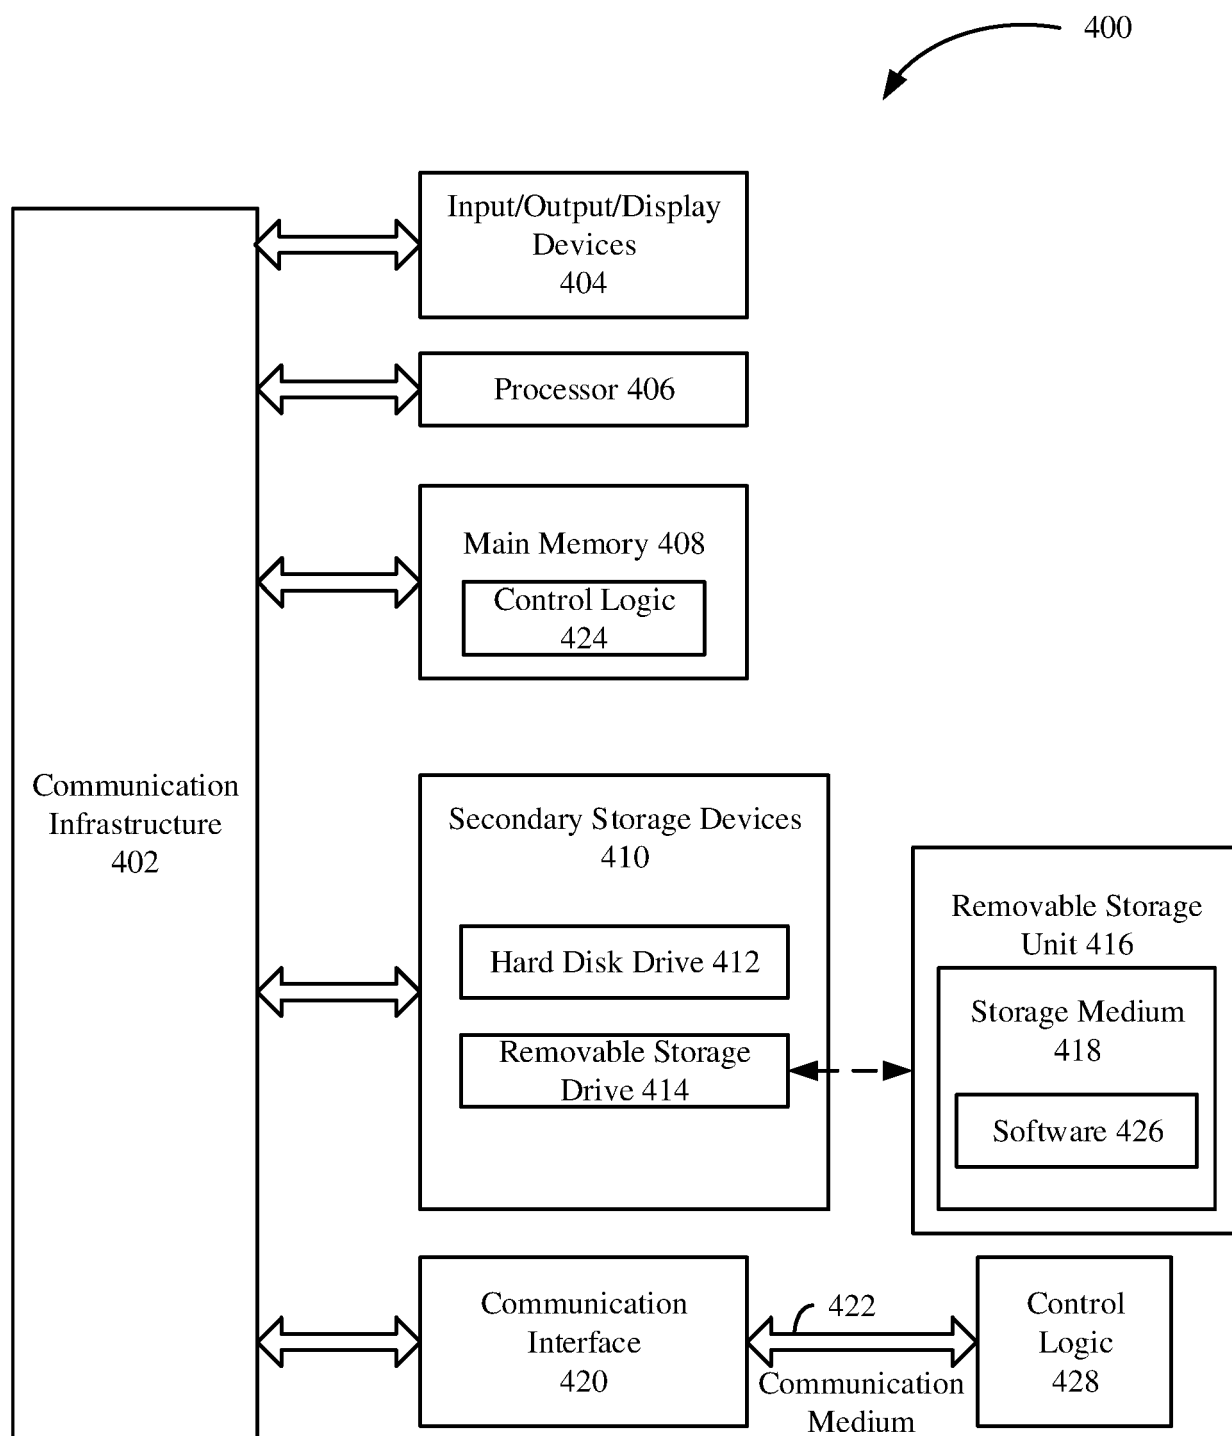 400
Input/Output/Display
Devices
404
Processor 406
Main Memory 408
Control Logic
424
Communication
Infrastructure
402
Secondary Storage Devices
410
Hard Disk Drive 412
Removable Storage
Drive 414
Removable Storage
Unit 416
Storage Medium
418
Software 426
Communication
Interface
420
422
Communication
Medium
Control
Logic
428